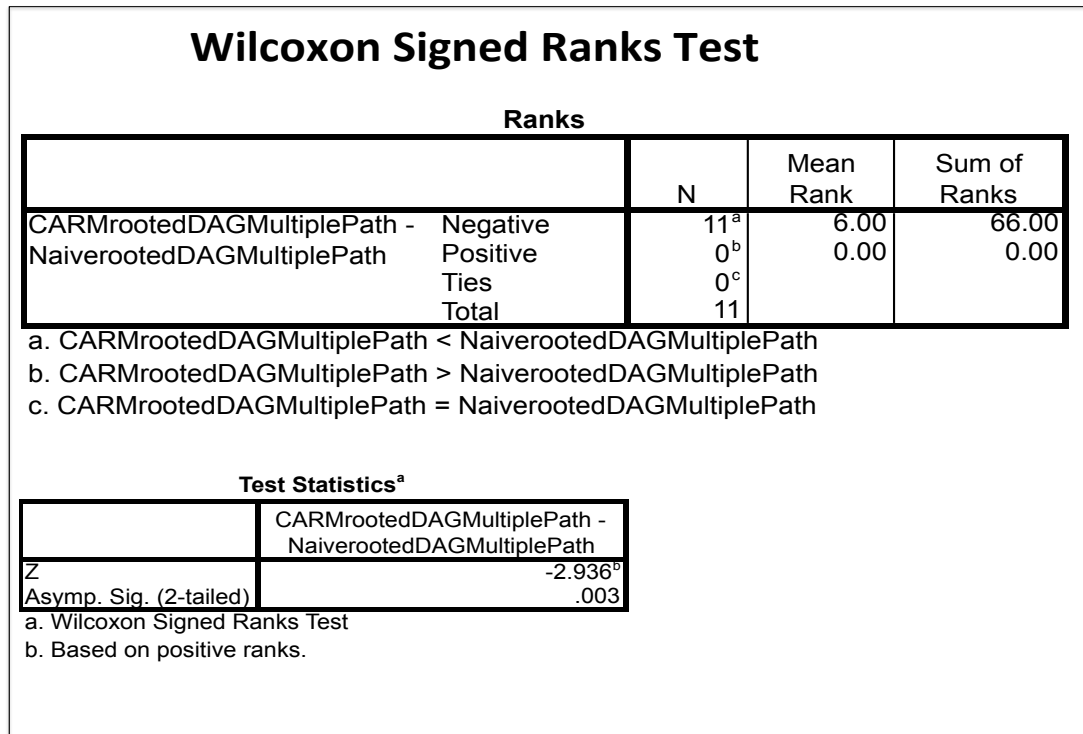 Wilcoxon Signed Ranks Test
Ranks
N Mean Rank Sum of Ranks
CARMrootedDAGMultiplePath - NaiverootedDAGMultiplePath Negative 11a 6.00 66.00
Positive 0b 0.00 0.00
Ties 0c
Total 11
a. CARMrootedDAGMultiplePath < NaiverootedDAGMultiplePath
b. CARMrootedDAGMultiplePath > NaiverootedDAGMultiplePath
c. CARMrootedDAGMultiplePath = NaiverootedDAGMultiplePath
Test Statisticsa
CARMrootedDAGMultiplePath -
NaiverootedDAGMultiplePath
Z -2.936b
Asymp. Sig. (2-tailed) .003
a. Wilcoxon Signed Ranks Test
b. Based on positive ranks.